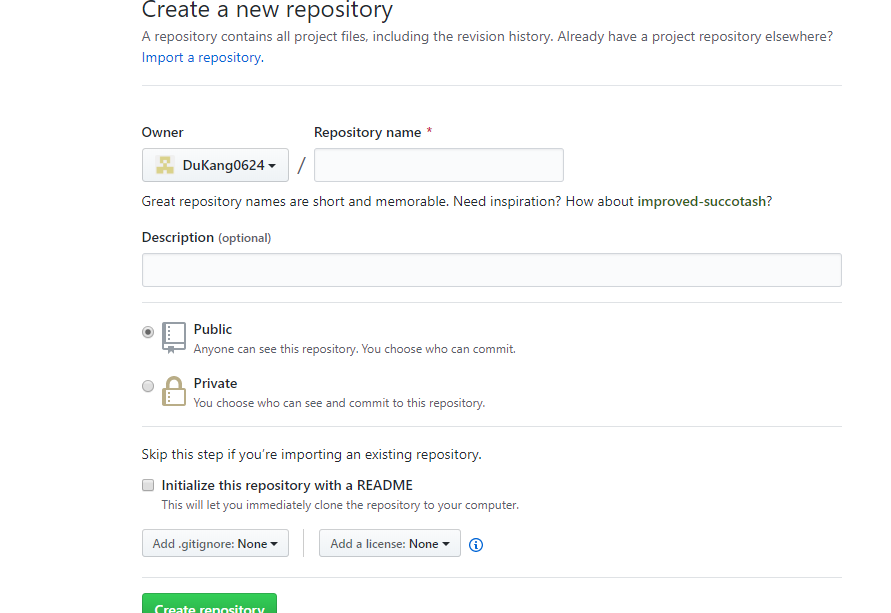 Create a new repository
A repository contains all project files, including the revision history. Already have a project repository elsewhere?
Import a repository.
Owner
Repository name *
DuKang0624 /
Great repository names are short and memorable. Need inspiration? How about improved-succotash?
Description (optional)
Public
Anyone can see this repository. You choose who can commit.
Private
You choose who can see and commit to this repository.
Skip this step if you’re importing an existing repository.
Initialize this repository with a README
This will let you immediately clone the repository to your computer.
Add .gitignore: None
Add a license: None
Create repository